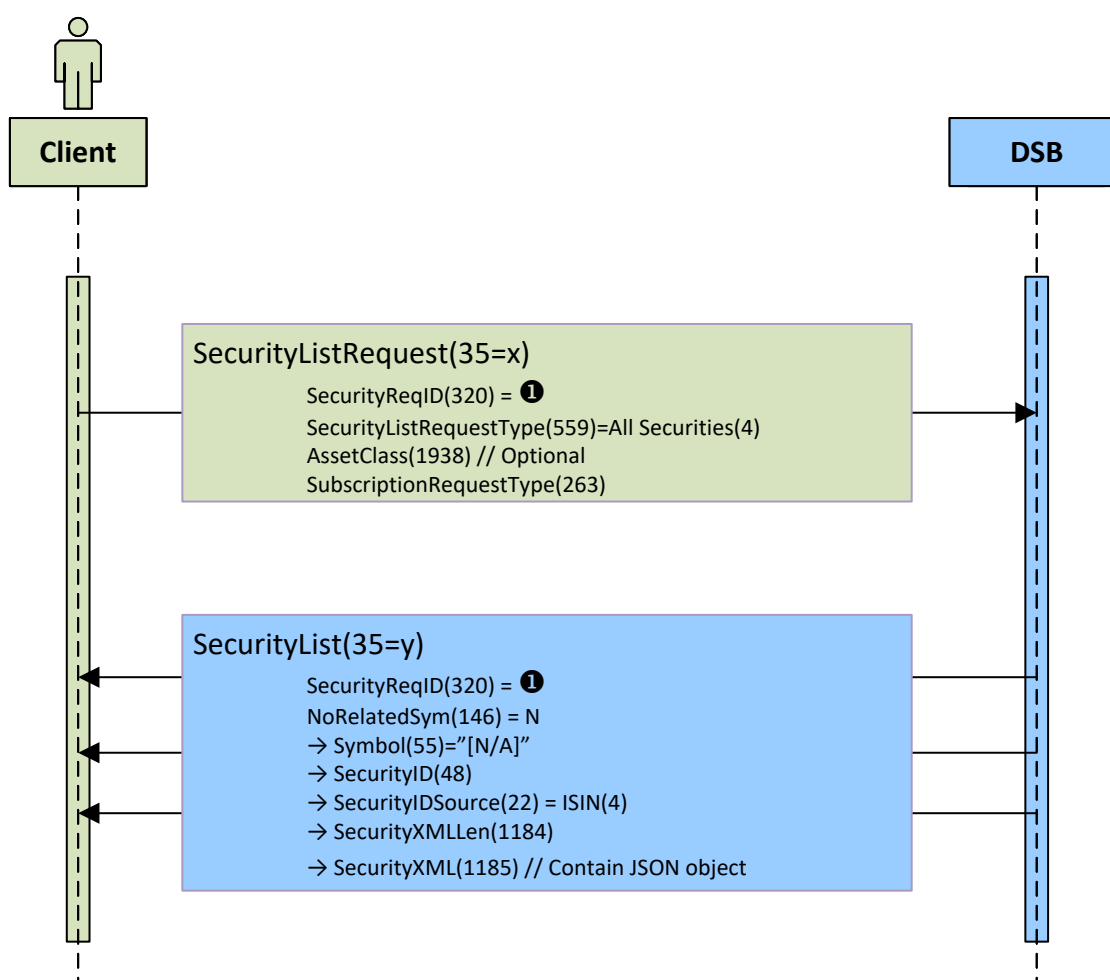 Client
DSB
SecurityListRequest(35=x)
SecurityReqID(320) = ❶
SecurityListRequestType(559)=All Securities(4)
AssetClass(1938) // Optional
SubscriptionRequestType(263)
SecurityList(35=y)
SecurityReqID(320) = ❶
NoRelatedSym(146) = N
→ Symbol(55)=”[N/A]”
→ SecurityID(48)
→ SecurityIDSource(22) = ISIN(4)
→ SecurityXMLLen(1184)
→ SecurityXML(1185) // Contain JSON object